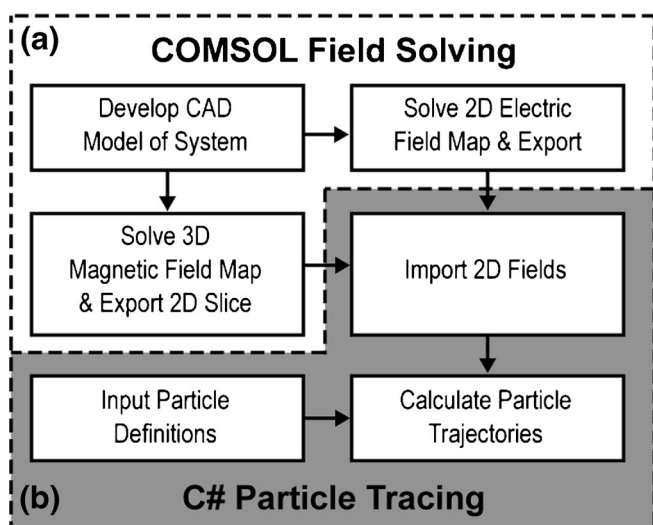 (a)
COMSOL Field Solving
Develop CAD
Model of System
Solve 2D Electric
Field Map & Export
Solve 3D
Magnetic Field Map
& Export 2D Slice
Import 2D Fields
Input Particle
Definitions
Calculate Particle
Trajectories
(b)
C# Particle Tracing